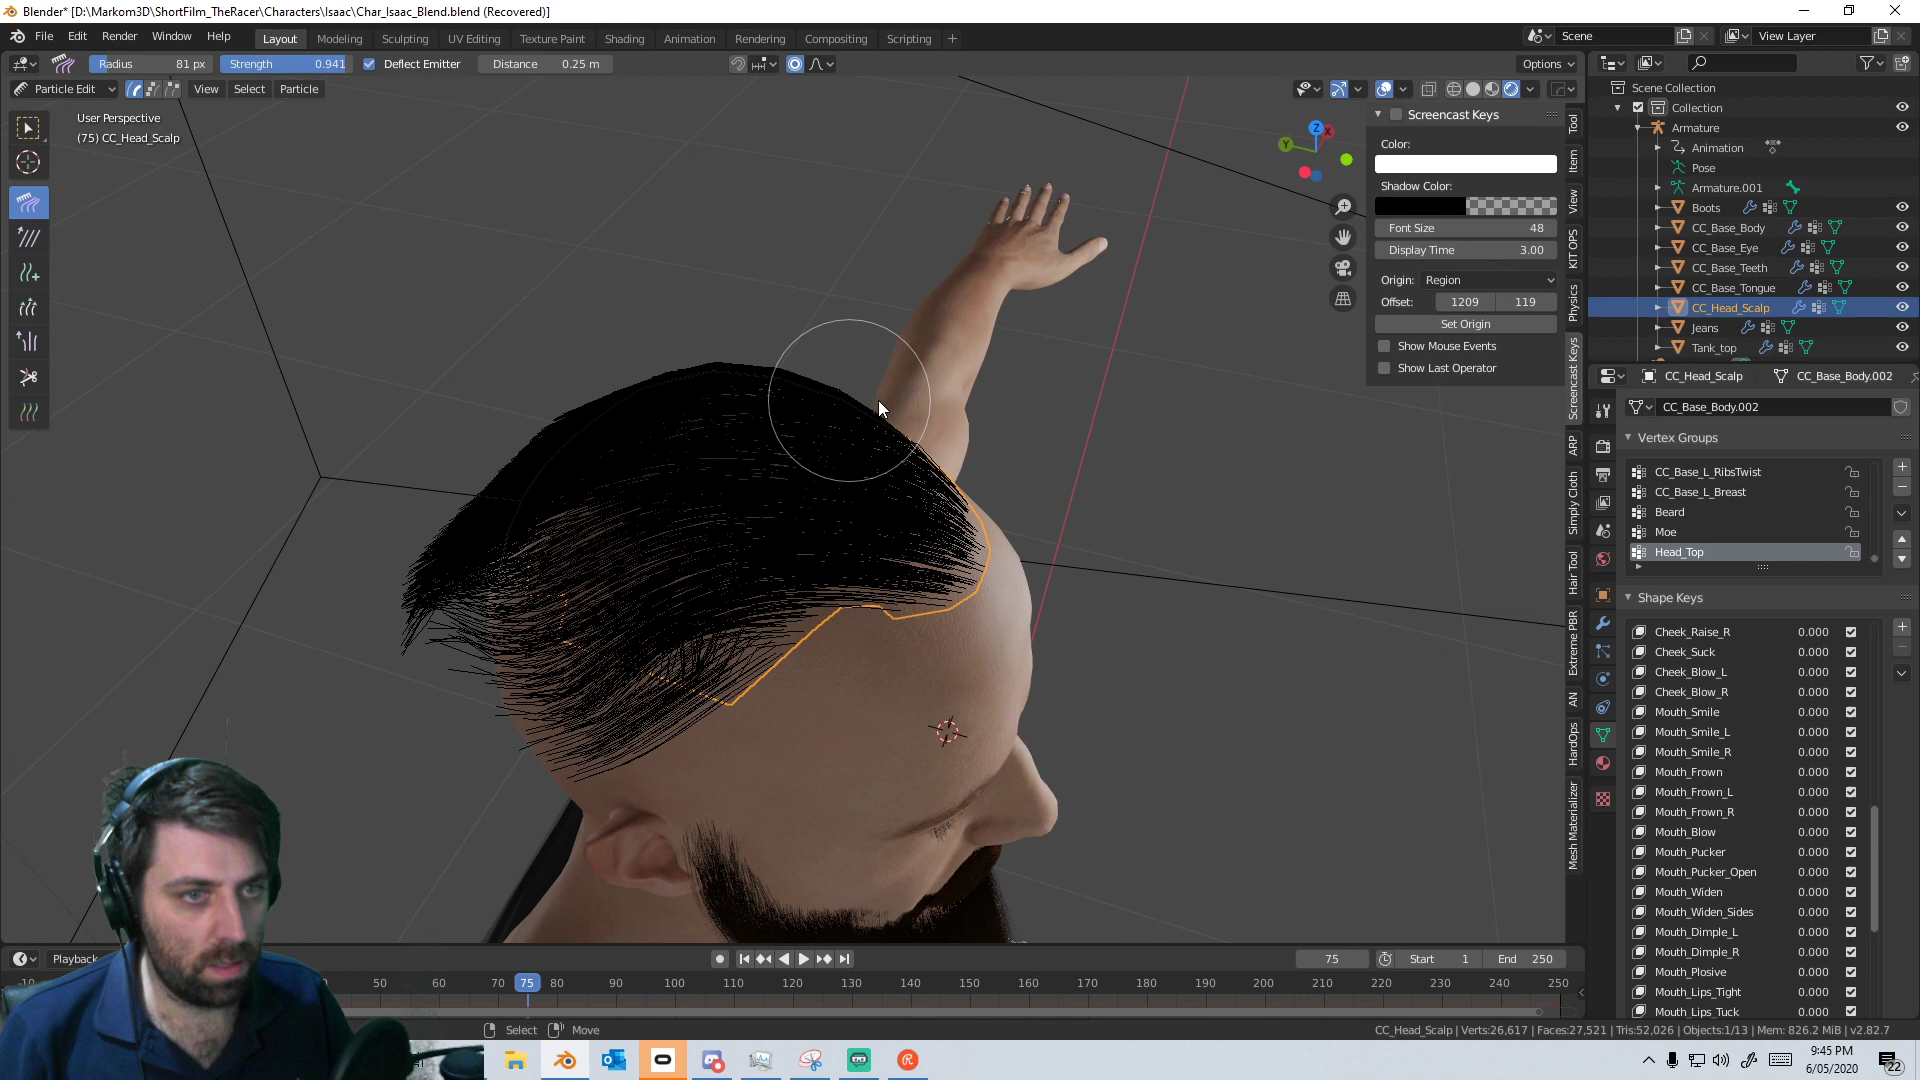 Blender* [D:\Markom3D\ShortFilm_TheRacer\Characters\Isaac\Char_Isaac_Blend.blend (Recovered)]
File Edit Render Window Help
Layout Modeling Sculpting UV Editing Texture Paint Shading Animation Rendering Compositing Scripting +
Scene View Layer
Radius 81 px Strength 0.941 Deflect Emitter Distance 0.25 m Options
Particle Edit View Select Particle
User Perspective
(75) CC_Head_Scalp
Z X Y
Screencast Keys
Color:
Shadow Color:
Font Size 48
Display Time 3.00
Origin: Region
Offset: 1209 119
Set Origin
Show Mouse Events
Show Last Operator
Tool
Item
View
KIT OPS
Physics
Screencast Keys
ARP
Simply Cloth
Hair Tool
Extreme PBR
AN
HardOps
Mesh Materializer
Scene Collection
Collection
Armature
Animation
Pose
Armature.001
Boots
CC_Base_Body
CC_Base_Eye
CC_Base_Teeth
CC_Base_Tongue
CC_Head_Scalp
Jeans
Tank_top
CC_Head_Scalp CC_Base_Body.002
CC_Base_Body.002
Vertex Groups
CC_Base_L_RibsTwist
CC_Base_L_Breast
Beard
Moe
Head_Top
Shape Keys
Cheek_Raise_R 0.000
Cheek_Suck 0.000
Cheek_Blow_L 0.000
Cheek_Blow_R 0.000
Mouth_Smile 0.000
Mouth_Smile_L 0.000
Mouth_Smile_R 0.000
Mouth_Frown 0.000
Mouth_Frown_L 0.000
Mouth_Frown_R 0.000
Mouth_Blow 0.000
Mouth_Pucker 0.000
Mouth_Pucker_Open 0.000
Mouth_Widen 0.000
Mouth_Widen_Sides 0.000
Mouth_Dimple_L 0.000
Mouth_Dimple_R 0.000
Mouth_Plosive 0.000
Mouth_Lips_Tight 0.000
Mouth_Lips_Tuck 0.000
Playback 75 Start 1 End 250
-10 50 60 70 75 80 90 100 110 120 130 140 150 160 170 180 190 200 210 220 230 240 250
Select Move
CC_Head_Scalp | Verts:26,617 | Faces:27,521 | Tris:52,026 | Objects:1/13 | Mem: 826.2 MiB | v2.82.7
9:45 PM
6/05/2020
22